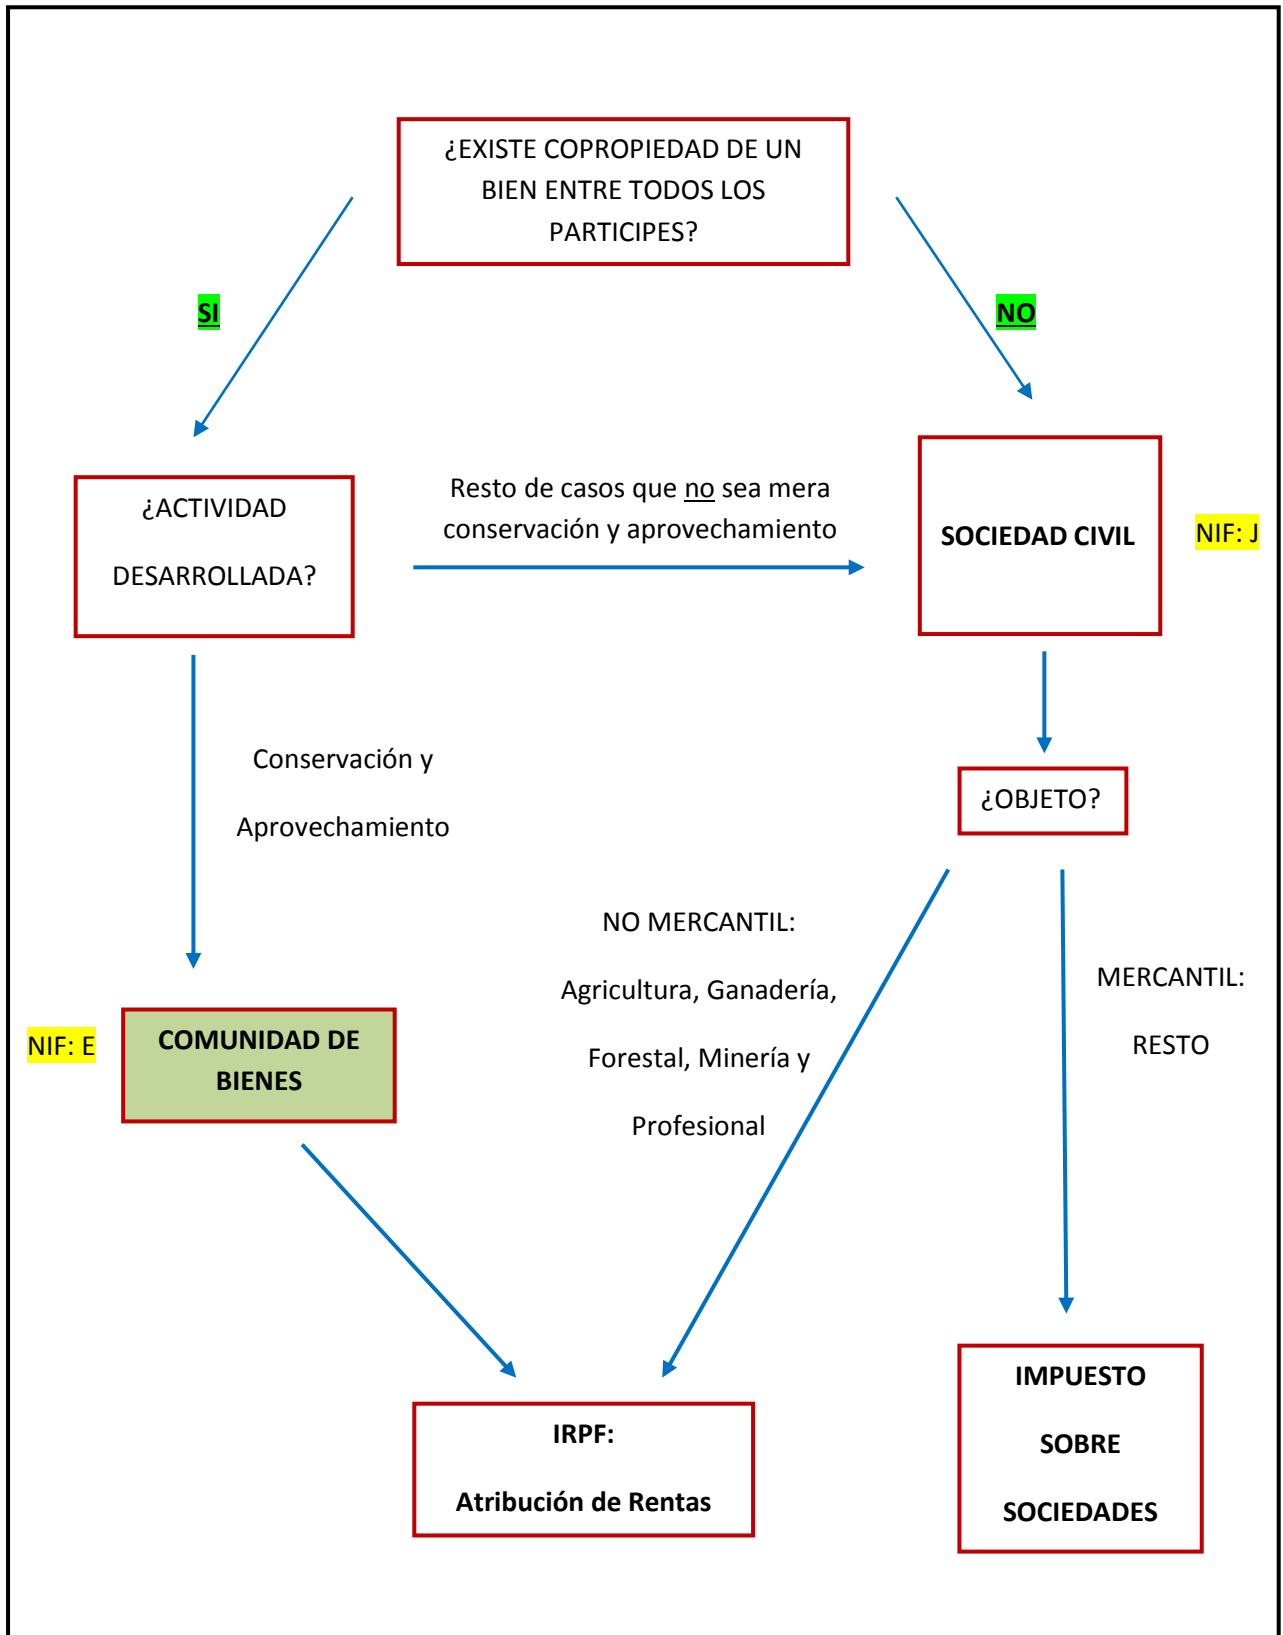 ¿EXISTE COPROPIEDAD DE UN
BIEN ENTRE TODOS LOS
PARTICIPES?
SI
NO
¿ACTIVIDAD
DESARROLLADA?
Resto de casos que no sea mera
conservación y aprovechamiento
SOCIEDAD CIVIL
NIF: J
Conservación y
Aprovechamiento
¿OBJETO?
NO MERCANTIL:
Agricultura, Ganadería,
Forestal, Minería y
Profesional
MERCANTIL:
RESTO
NIF: E
COMUNIDAD DE
BIENES
IRPF:
Atribución de Rentas
IMPUESTO
SOBRE
SOCIEDADES